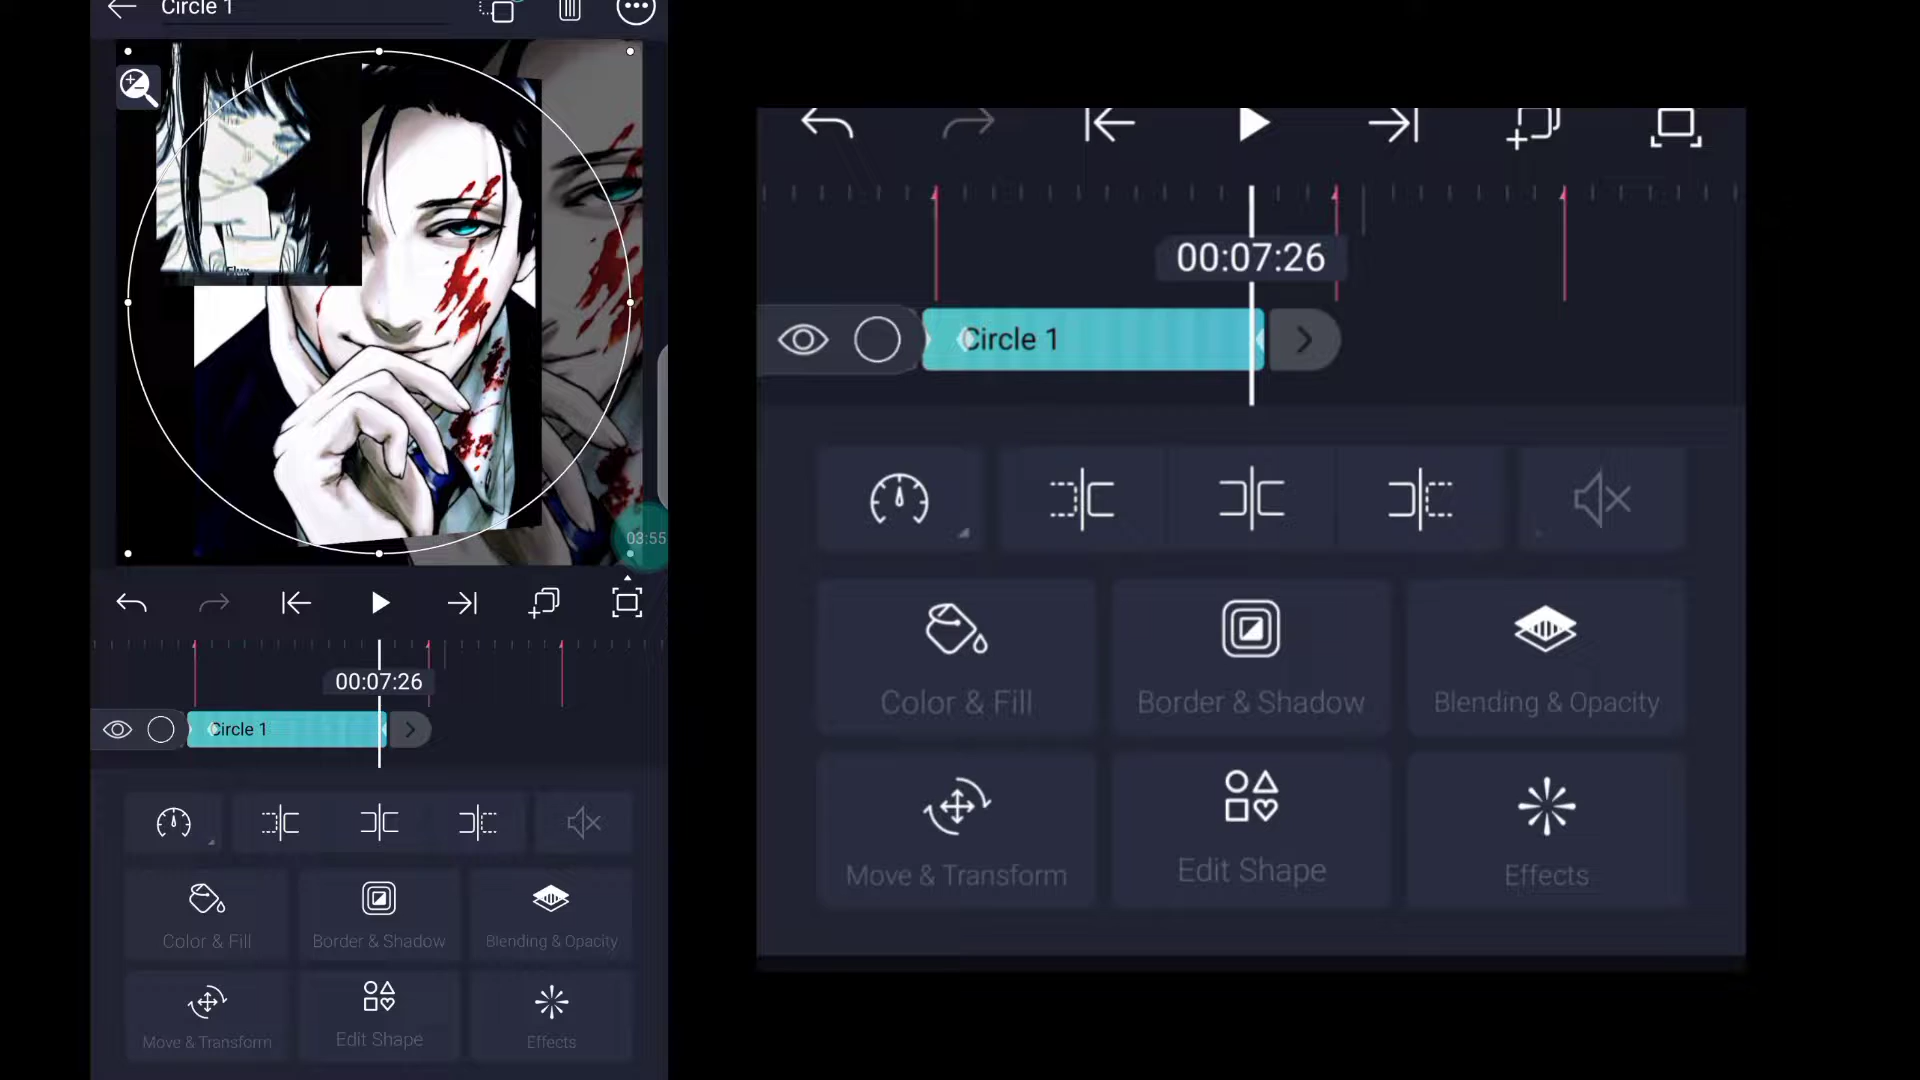 Circle 1
Flux
03:55
00:07:26
Circle 1
Color & Fill
Border & Shadow
Blending & Opacity
Move & Transform
Edit Shape
Effects
00:07:26
Circle 1
Color & Fill
Border & Shadow
Blending & Opacity
Move & Transform
Edit Shape
Effects